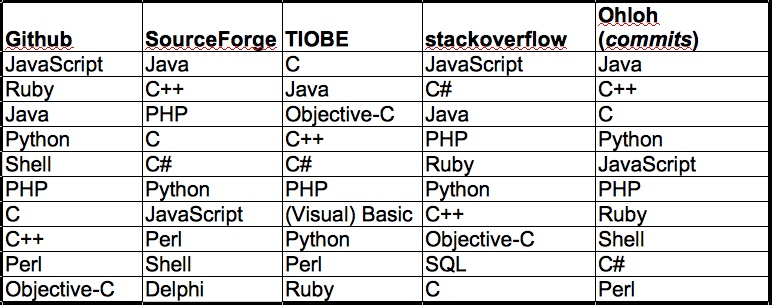 Github SourceForge TIOBE stackoverflow Ohloh (commits)
JavaScript Java C JavaScript Java
Ruby C++ Java C# C++
Java PHP Objective-C Java C
Python C C++ PHP Python
Shell C# C# Ruby JavaScript
PHP Python PHP Python PHP
C JavaScript (Visual) Basic C++ Ruby
C++ Perl Python Objective-C Shell
Perl Shell Perl SQL C#
Objective-C Delphi Ruby C Perl